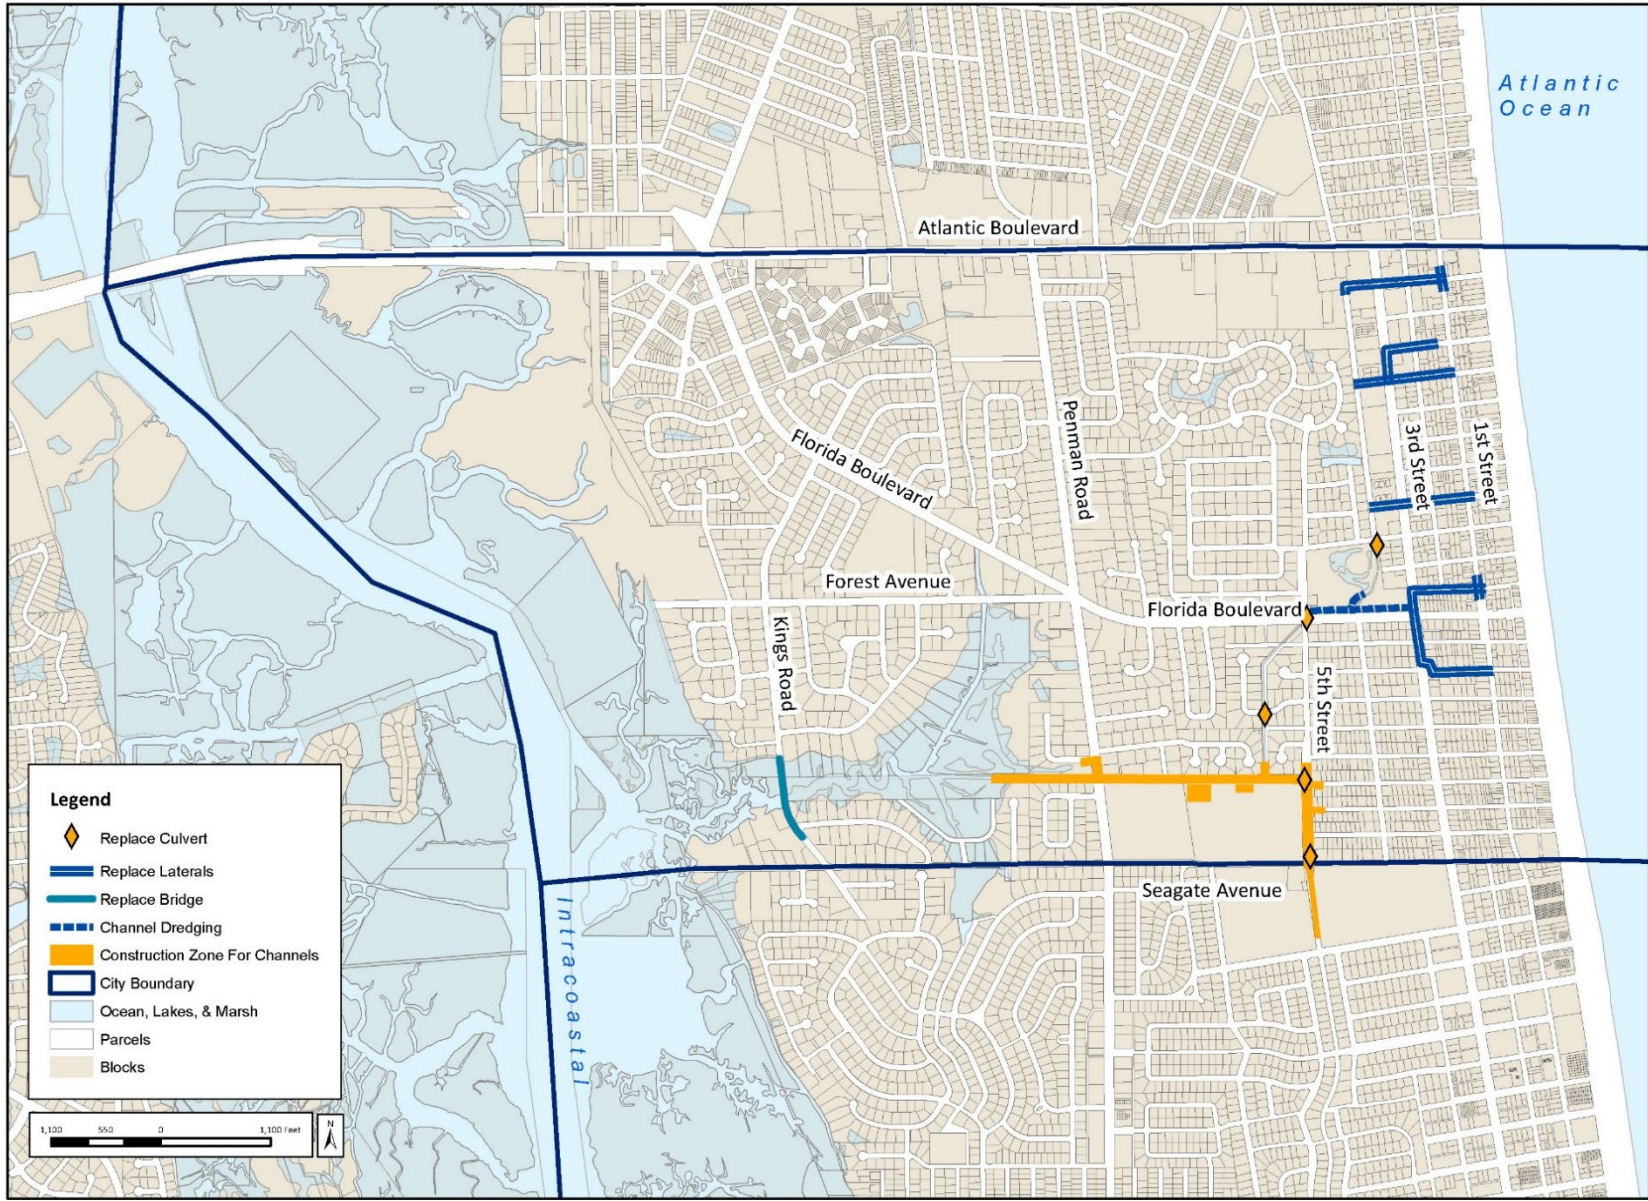 Atlantic
Ocean
Atlantic Boulevard
Florida Boulevard
Penman Road
3rd Street
1st Street
Forest Avenue
Florida Boulevard
Kings Road
5th Street
Seagate Avenue
Intracoastal
Legend
Replace Culvert
Replace Laterals
Replace Bridge
Channel Dredging
Construction Zone For Channels
City Boundary
Ocean, Lakes, & Marsh
Parcels
Blocks
1,100 550 0 1,100 Feet
N